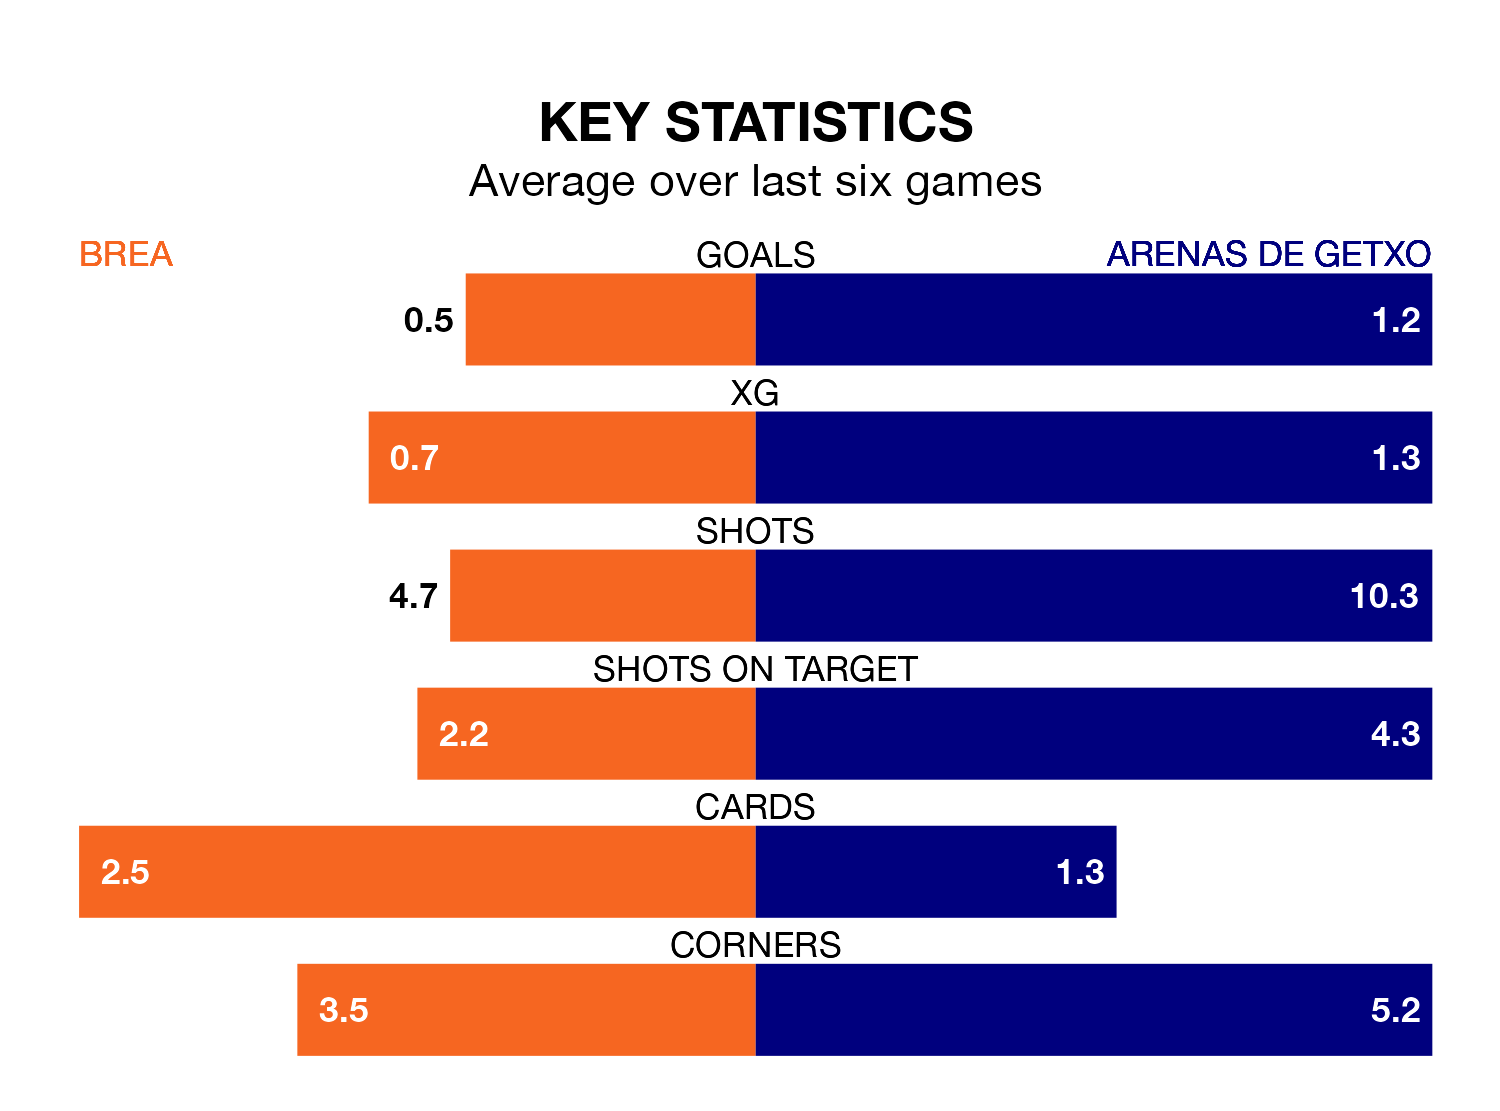 KEY STATISTICS
Average over last six games
BREA GOALS ARENAS DE GETXO
0.5 1.2
XG
0.7 1.3
SHOTS
4.7 10.3
SHOTS ON TARGET
2.2 4.3
CARDS
2.5 1.3
CORNERS
3.5 5.2